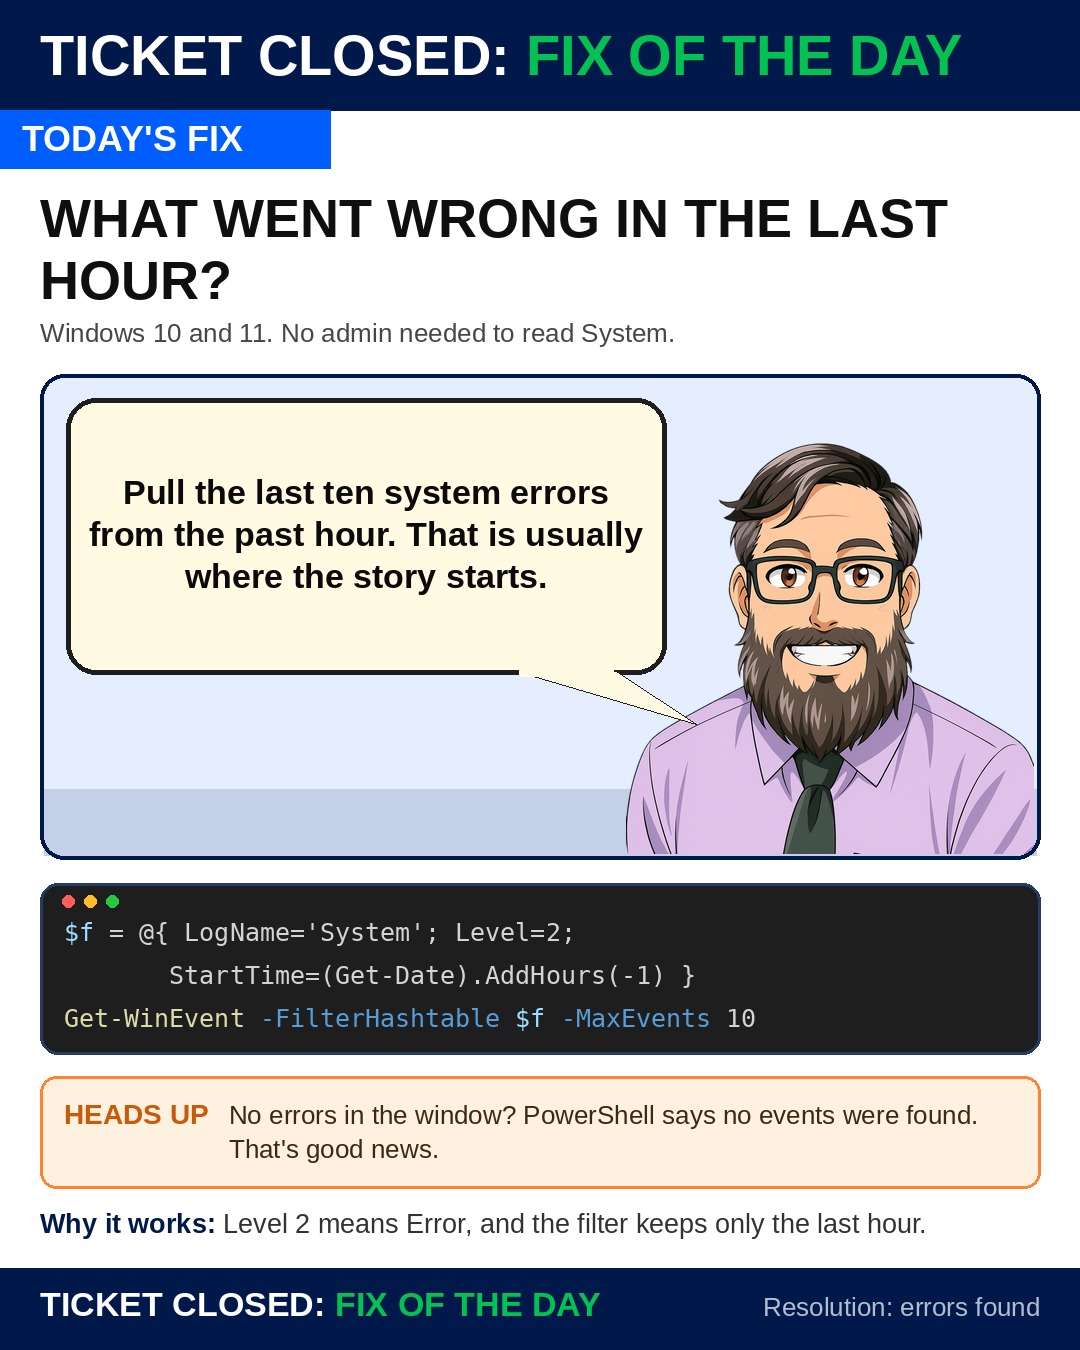 TICKET CLOSED: FIX OF THE DAY
TODAY'S FIX
WHAT WENT WRONG IN THE LAST
HOUR?
Windows 10 and 11. No admin needed to read System.
Pull the last ten system errors
from the past hour. That is usually
where the story starts.
$f = @{ LogName='System'; Level=2;
StartTime=(Get-Date).AddHours(-1) }
Get-WinEvent -FilterHashtable $f -MaxEvents 10
HEADS UP No errors in the window? PowerShell says no events were found.
That's good news.
Why it works: Level 2 means Error, and the filter keeps only the last hour.
TICKET CLOSED: FIX OF THE DAY
Resolution: errors found